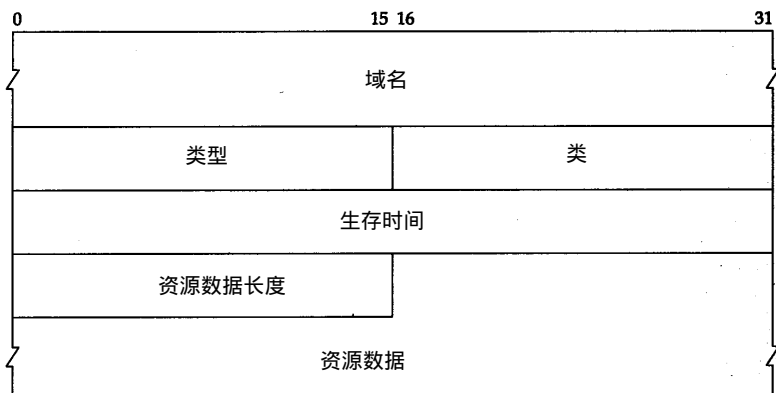 0 15 16 31
域名
类型 类
生存时间
资源数据长度
资源数据